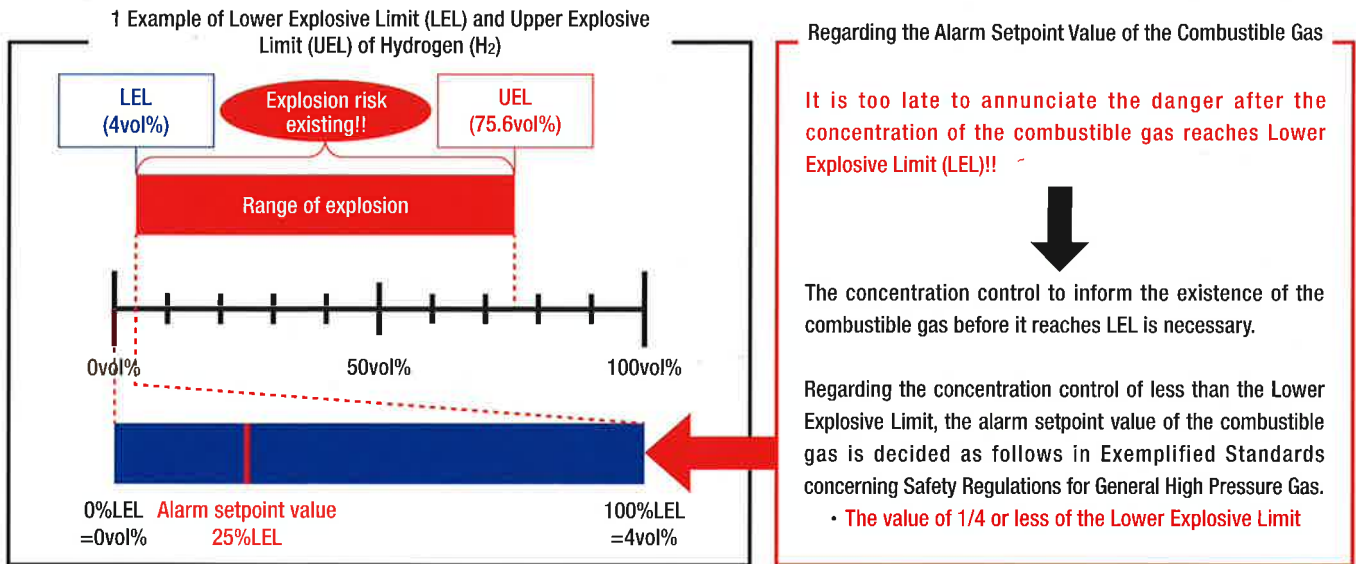 1 Example of Lower Explosive Limit (LEL) and Upper Explosive
Limit (UEL) of Hydrogen (H₂)
LEL
(4vol%)
Explosion risk
existing!!
UEL
(75.6vol%)
Range of explosion
0vol%
50vol%
100vol%
0%LEL
=0vol%
Alarm setpoint value
25%LEL
100%LEL
=4vol%
Regarding the Alarm Setpoint Value of the Combustible Gas
It is too late to annunciate the danger after the
concentration of the combustible gas reaches Lower
Explosive Limit (LEL)!!
The concentration control to inform the existence of the
combustible gas before it reaches LEL is necessary.
Regarding the concentration control of less than the Lower
Explosive Limit, the alarm setpoint value of the combustible
gas is decided as follows in Exemplified Standards
concerning Safety Regulations for General High Pressure Gas.
・The value of 1/4 or less of the Lower Explosive Limit